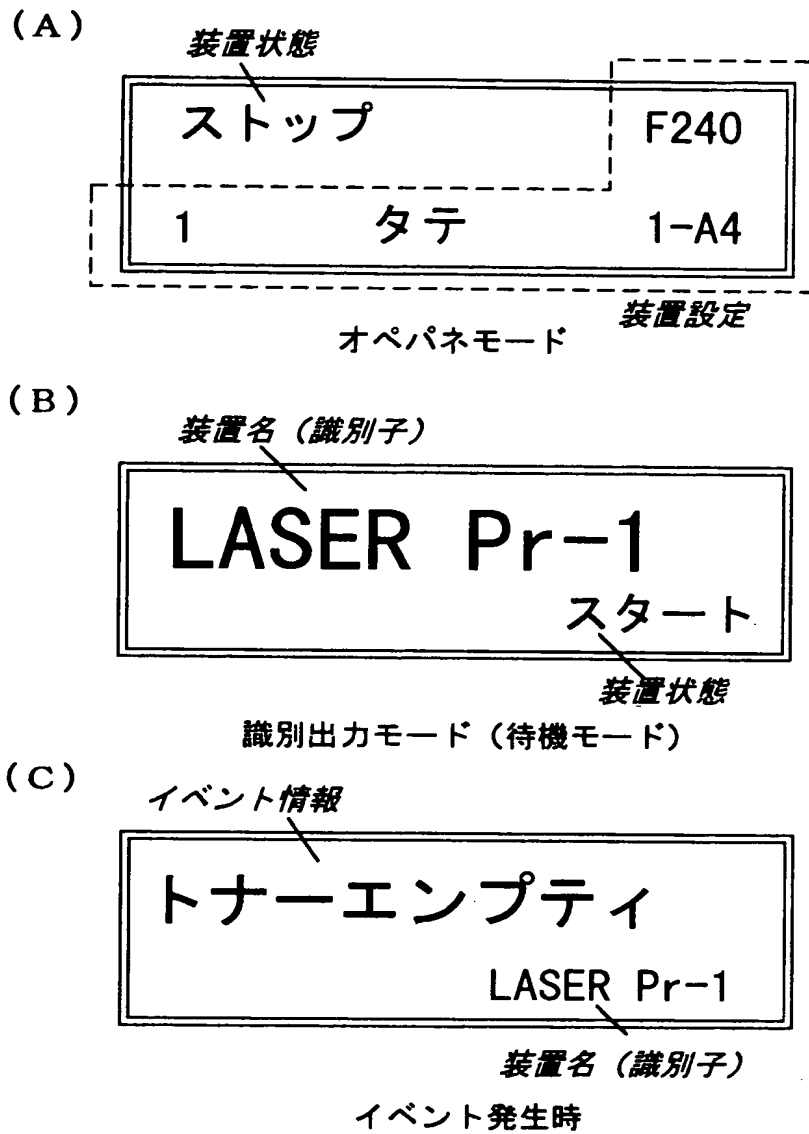 (A)
装置状態
ストップ F240
1 タテ 1-A4
装置設定
オペパネモード
(B)
装置名(識別子)
LASER Pr-1
スタート
装置状態
識別出力モード(待機モード)
(C)
イベント情報
トナーエンプティ
LASER Pr-1
装置名(識別子)
イベント発生時